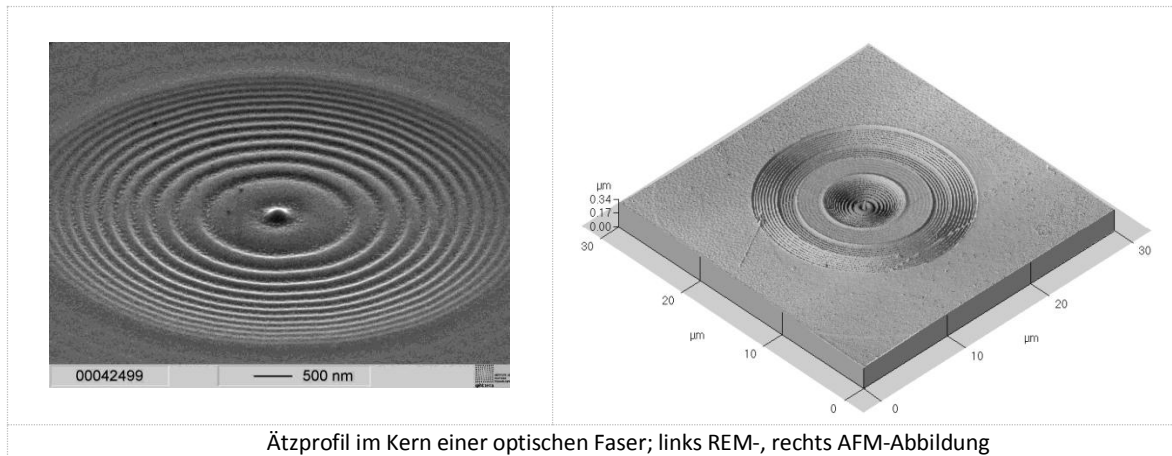 00042499
500 nm
µm
0.34
0.17
0.00
30
20
µm
10
0
0
10
µm
20
30
Ätzprofil im Kern einer optischen Faser; links REM-, rechts AFM-Abbildung